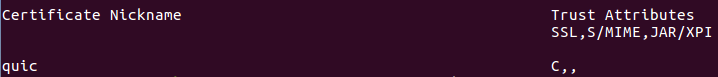 Certificate Nickname Trust Attributes
SSL,S/MIME,JAR/XPI
quic C,,